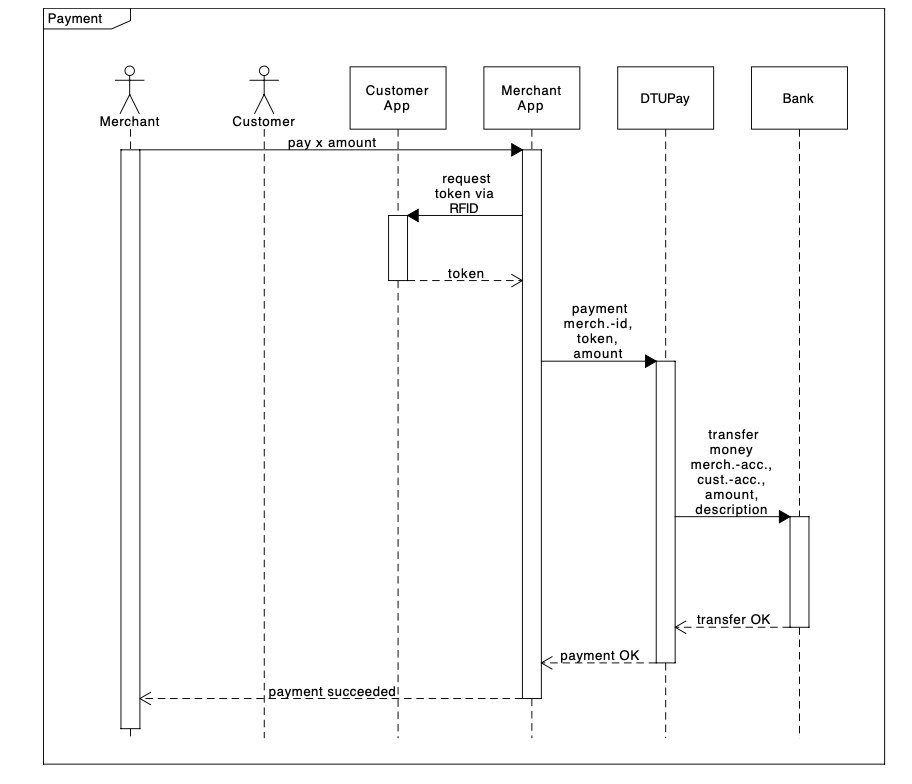 Payment
Customer
App
Merchant
App
DTUPay
Bank
Merchant
Customer
pay x amount
request
token via
RFID
token
payment
merch.-id,
token,
amount
transfer
money
merch.-acc.,
cust.-acc.,
amount,
description
transfer OK
payment OK
payment succeeded